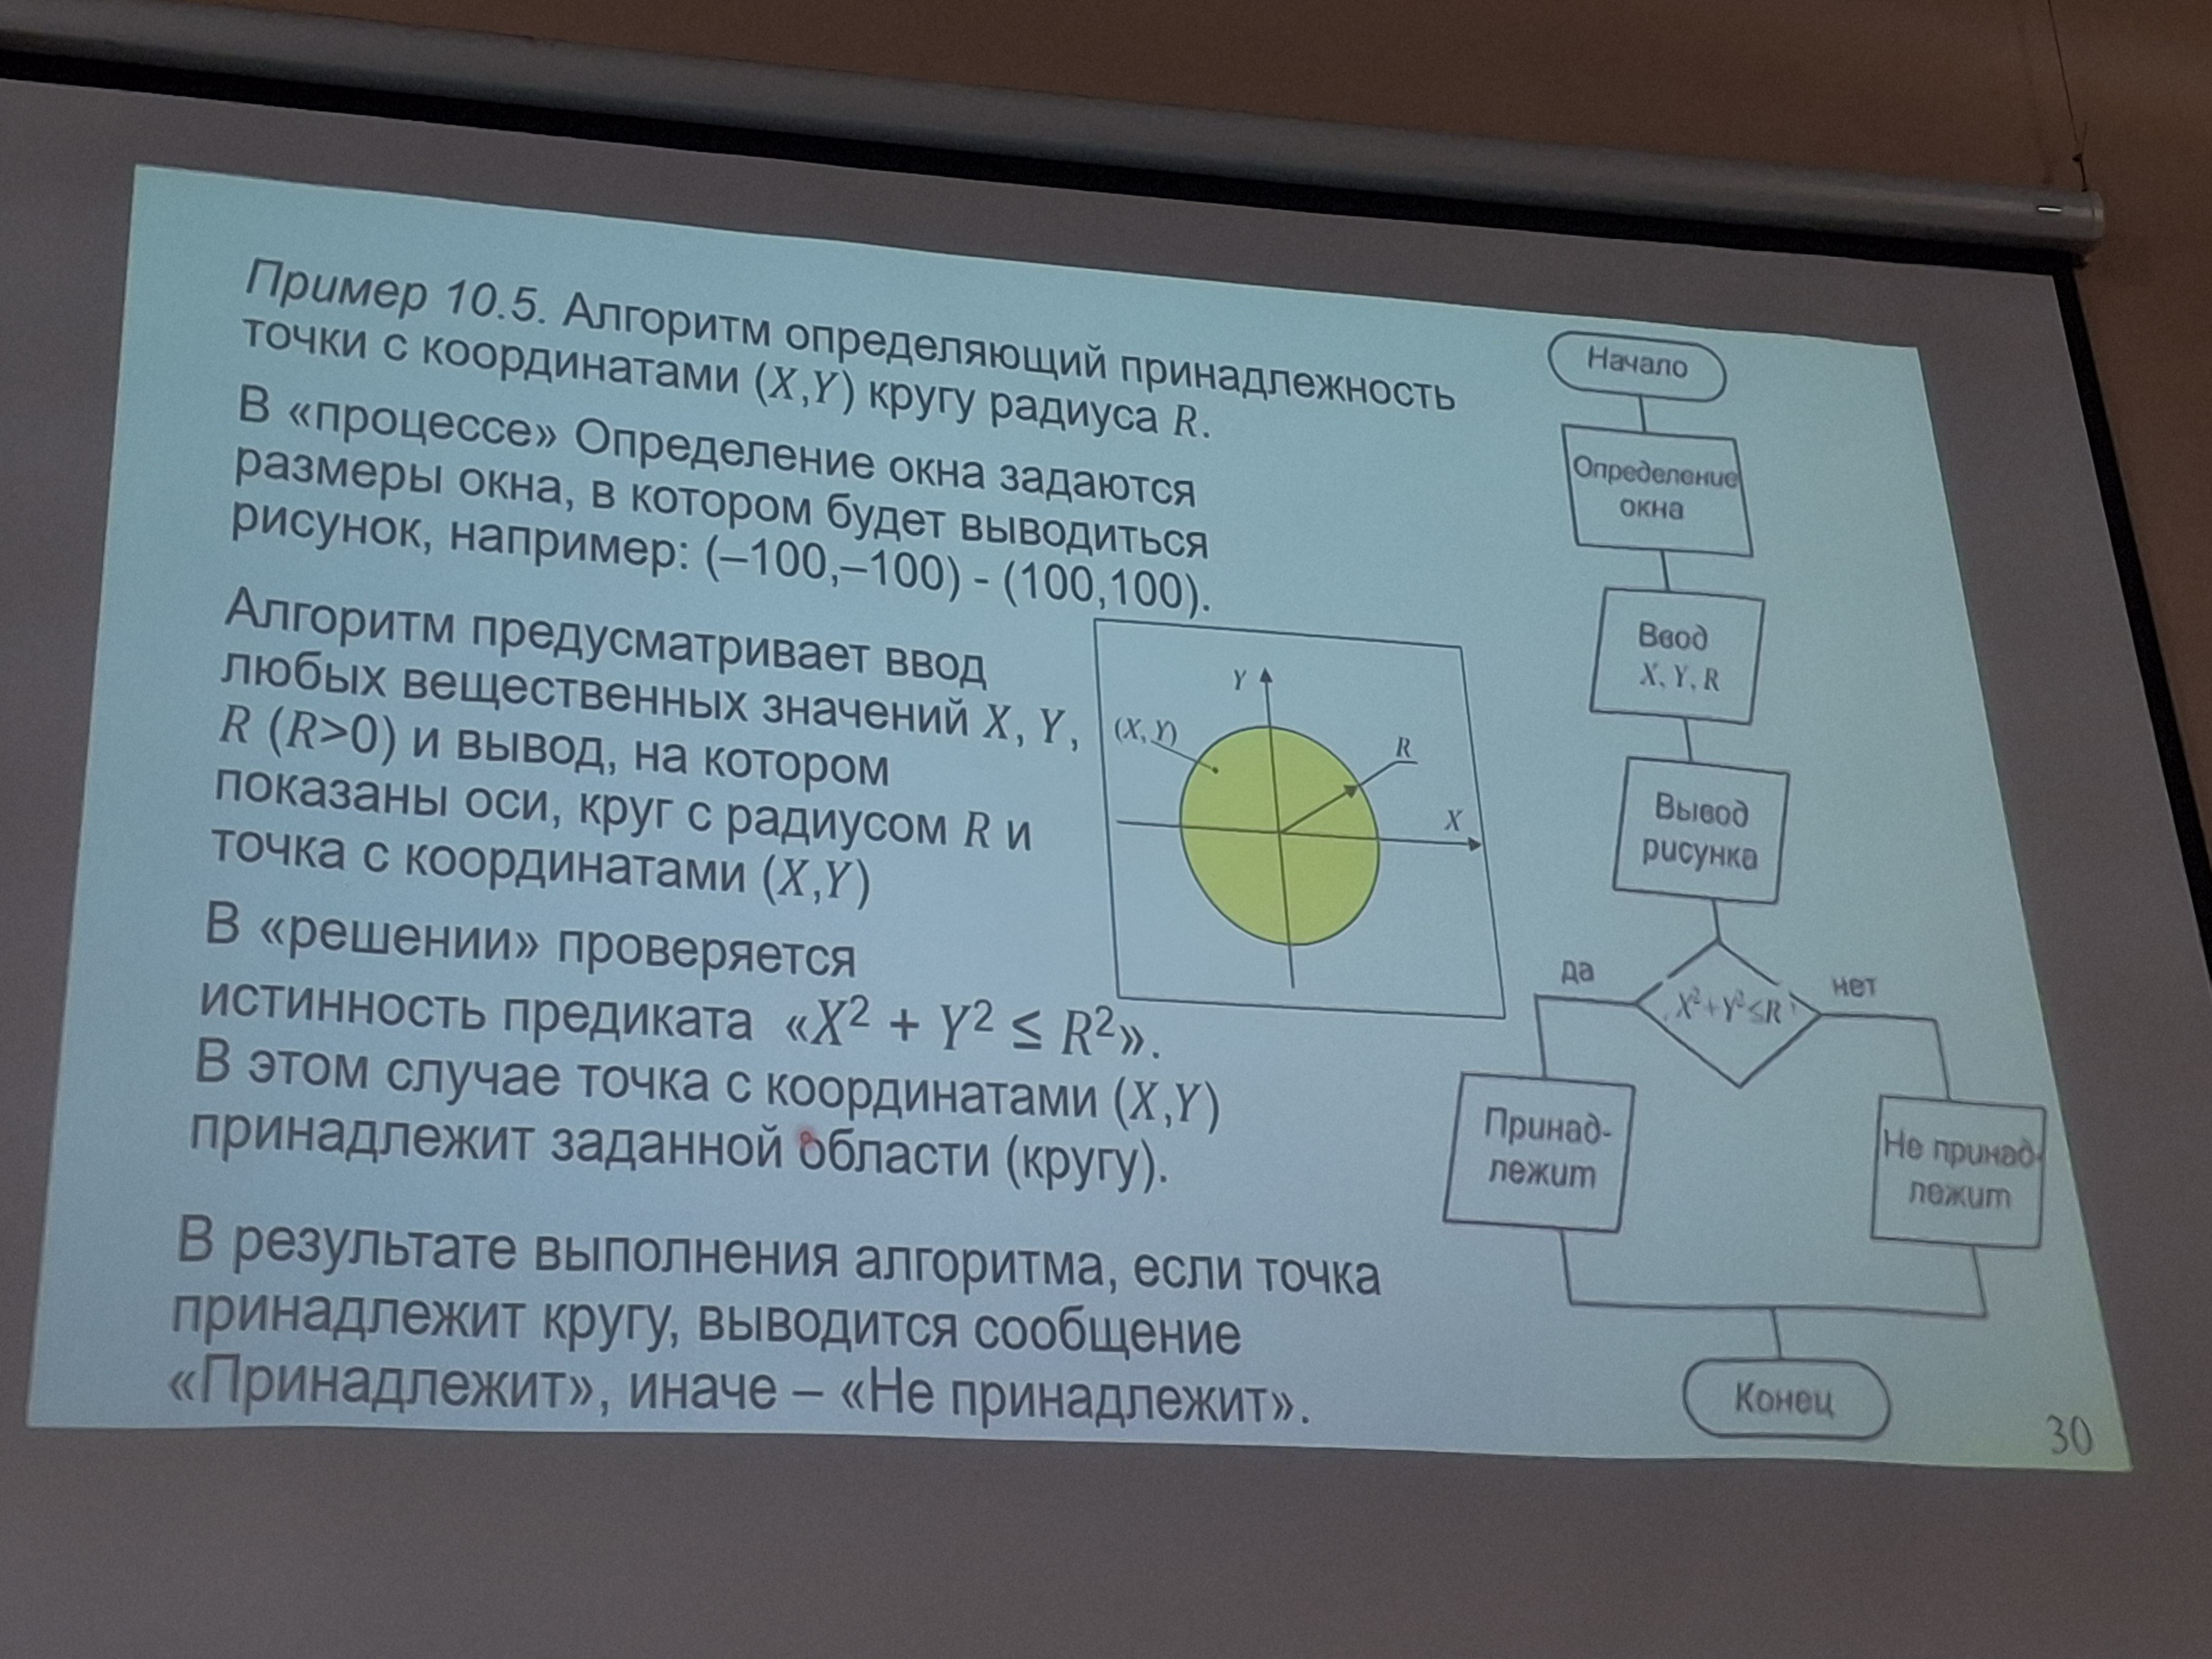 Пример 10.5. Алгоритм определяющий принадлежность
точки с координатами (X,Y) кругу радиуса R.
В «процессе» Определение окна задаются
размеры окна, в котором будет выводиться
рисунок, например: (–100,–100) - (100,100).
Алгоритм предусматривает ввод
любых вещественных значений X, Y,
R (R>0) и вывод, на котором
показаны оси, круг с радиусом R и
точка с координатами (X,Y)
В «решении» проверяется
истинность предиката «X² + Y² ≤ R²».
В этом случае точка с координатами (X,Y)
принадлежит заданной области (кругу).
В результате выполнения алгоритма, если точка
принадлежит кругу, выводится сообщение
«Принадлежит», иначе – «Не принадлежит».
Y
(X, Y)
R
X
Начало
Определение
окна
Ввод
X, Y, R
Вывод
рисунка
да
X²+Y²≤R
нет
Принад-
лежит
Не принад-
лежит
Конец
30